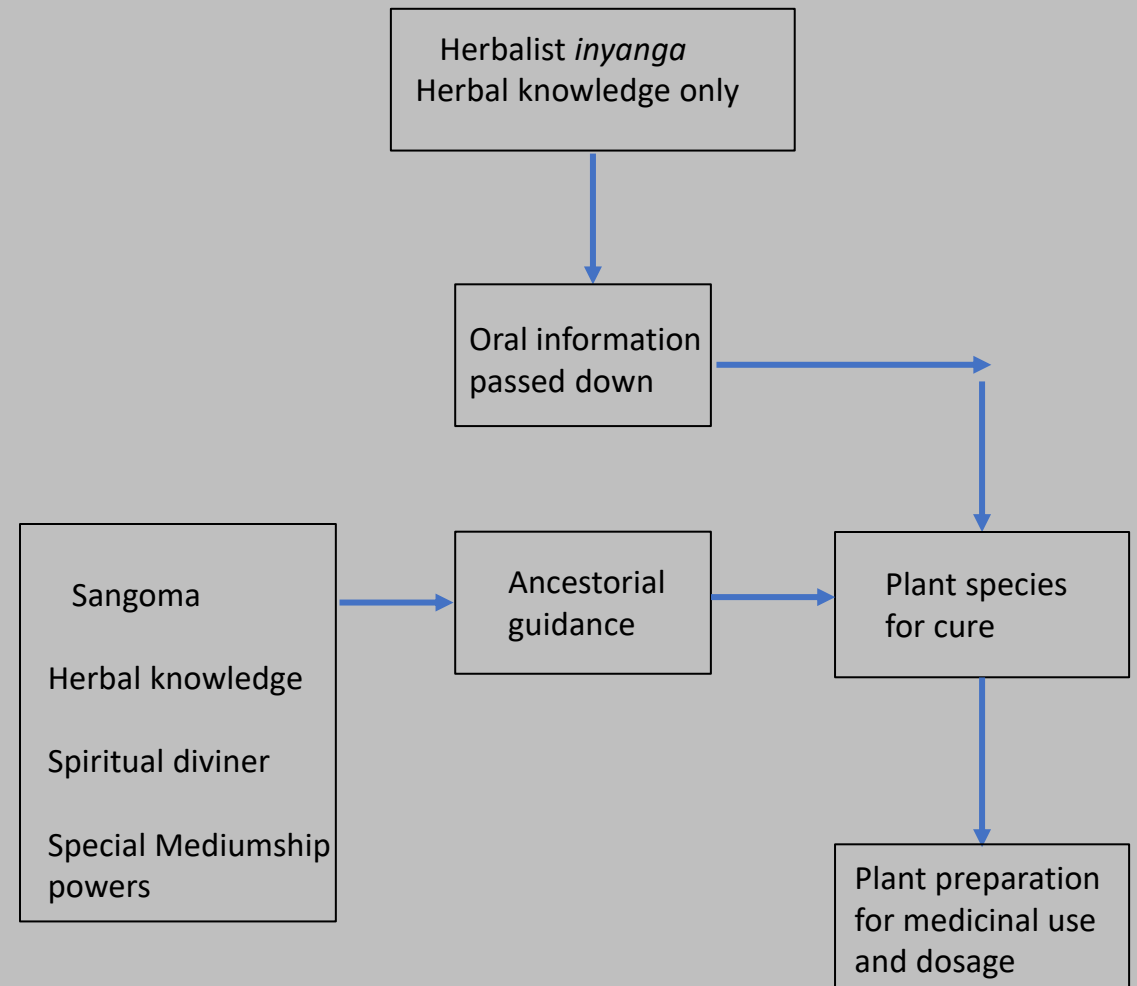 Herbalist inyanga
Herbal knowledge only
Oral information
passed down
Sangoma
Herbal knowledge
Spiritual diviner
Special Mediumship
powers
Ancestorial
guidance
Plant species
for cure
Plant preparation
for medicinal use
and dosage